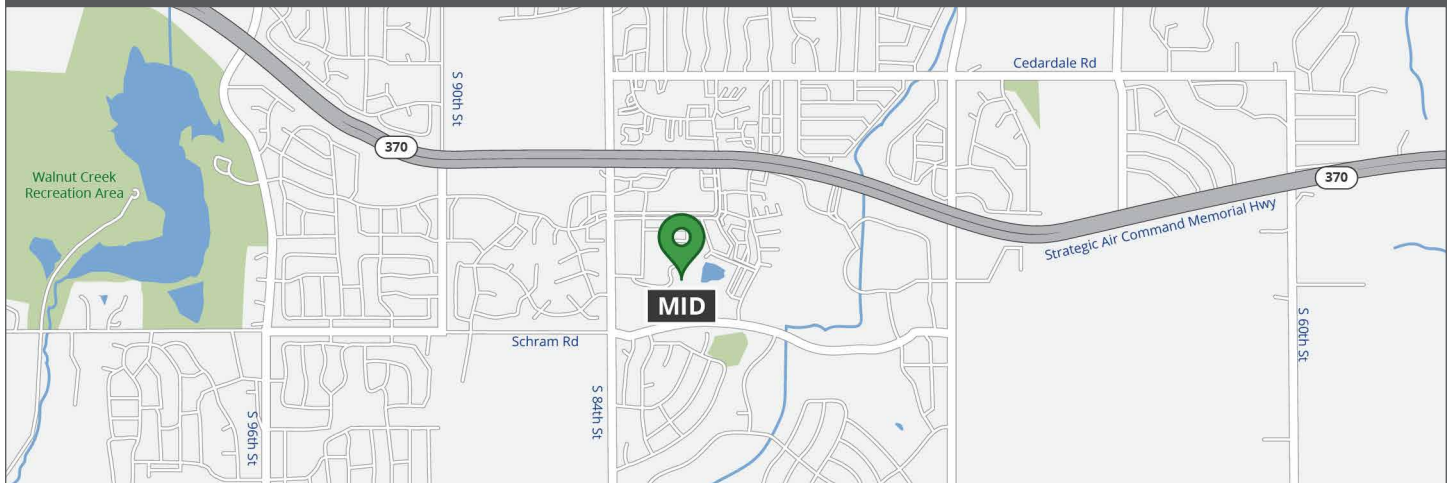 Cedardale Rd
S 90th St
370
Walnut Creek
Recreation Area
370
Strategic Air Command Memorial Hwy
MID
Schram Rd
S 60th St
S 84th St
S 96th St